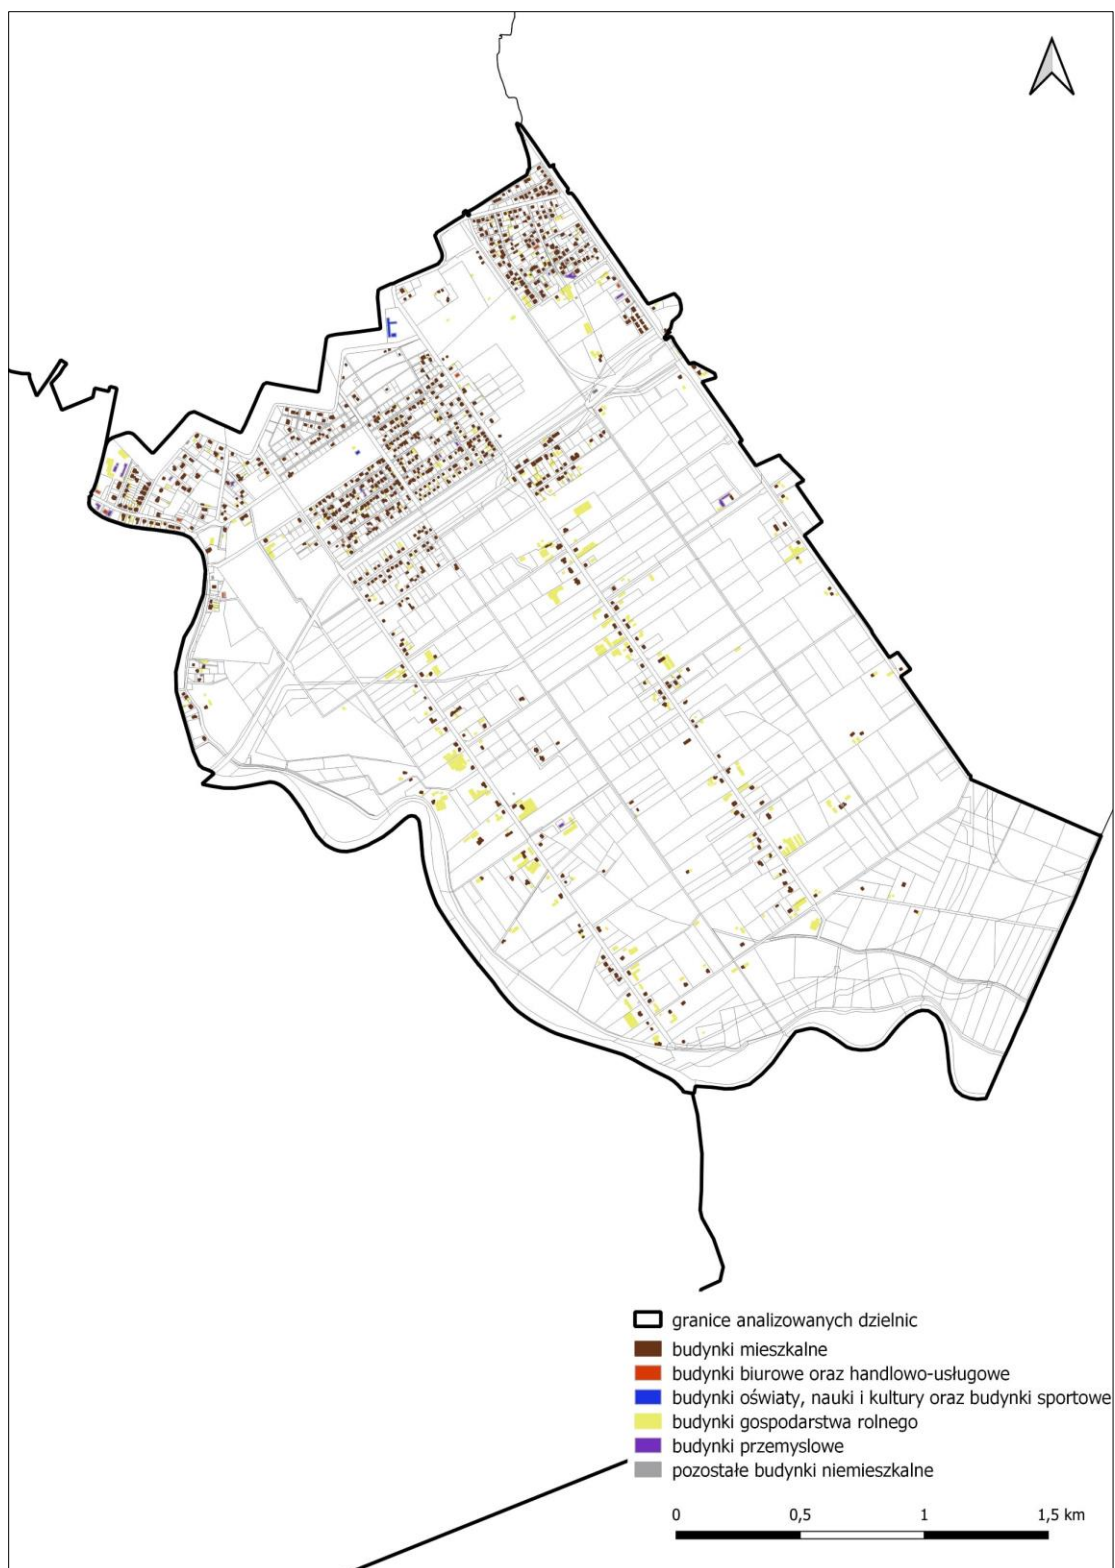 granice analizowanych dzielnic
budynki mieszkalne
budynki biurowe oraz handlowo-usługowe
budynki oświaty, nauki i kultury oraz budynki sportowe
budynki gospodarstwa rolnego
budynki przemyslowe
pozostałe budynki niemieszkalne
0 0,5 1 1,5 km